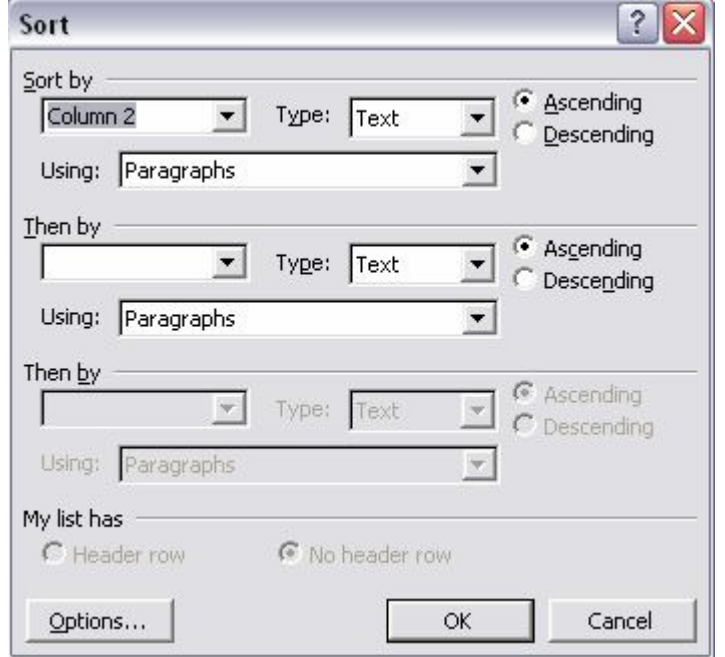 Sort
Sort by
Column 2 Type: Text Ascending
Descending
Using: Paragraphs
Then by
Type: Text Ascending
Descending
Using: Paragraphs
Then by
Type: Text Ascending
Descending
Using: Paragraphs
My list has
Header row No header row
Options... OK Cancel